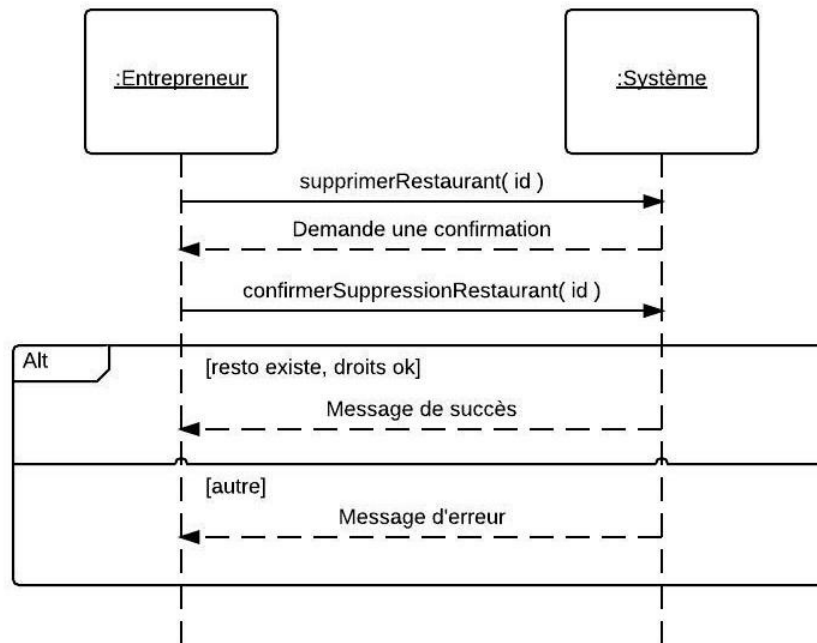 :Entrepreneur
:Système
supprimerRestaurant( id )
Demande une confirmation
confirmerSuppressionRestaurant( id )
Alt
[resto existe, droits ok]
Message de succès
[autre]
Message d'erreur